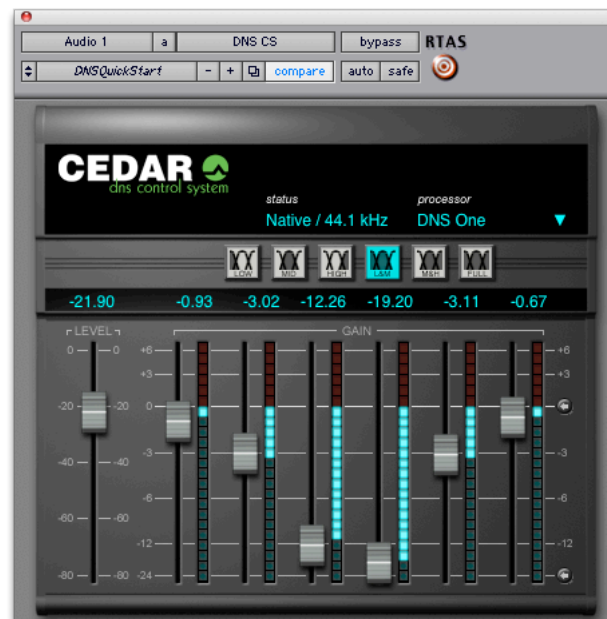 Audio 1 a DNS CS bypass RTAS
DNSQuickStart - + compare auto safe
CEDAR
dns control system
status processor
Native / 44.1 kHz DNS One
LOW MID HIGH L&M M&H FULL
-21.90 -0.93 -3.02 -12.26 -19.20 -3.11 -0.67
LEVEL GAIN
0 0 +6 +6
+3 +3
-20 -20 0
-3 -3
-40 -40
-6 -6
-60 -60
-12 -12
-80 -80 -24